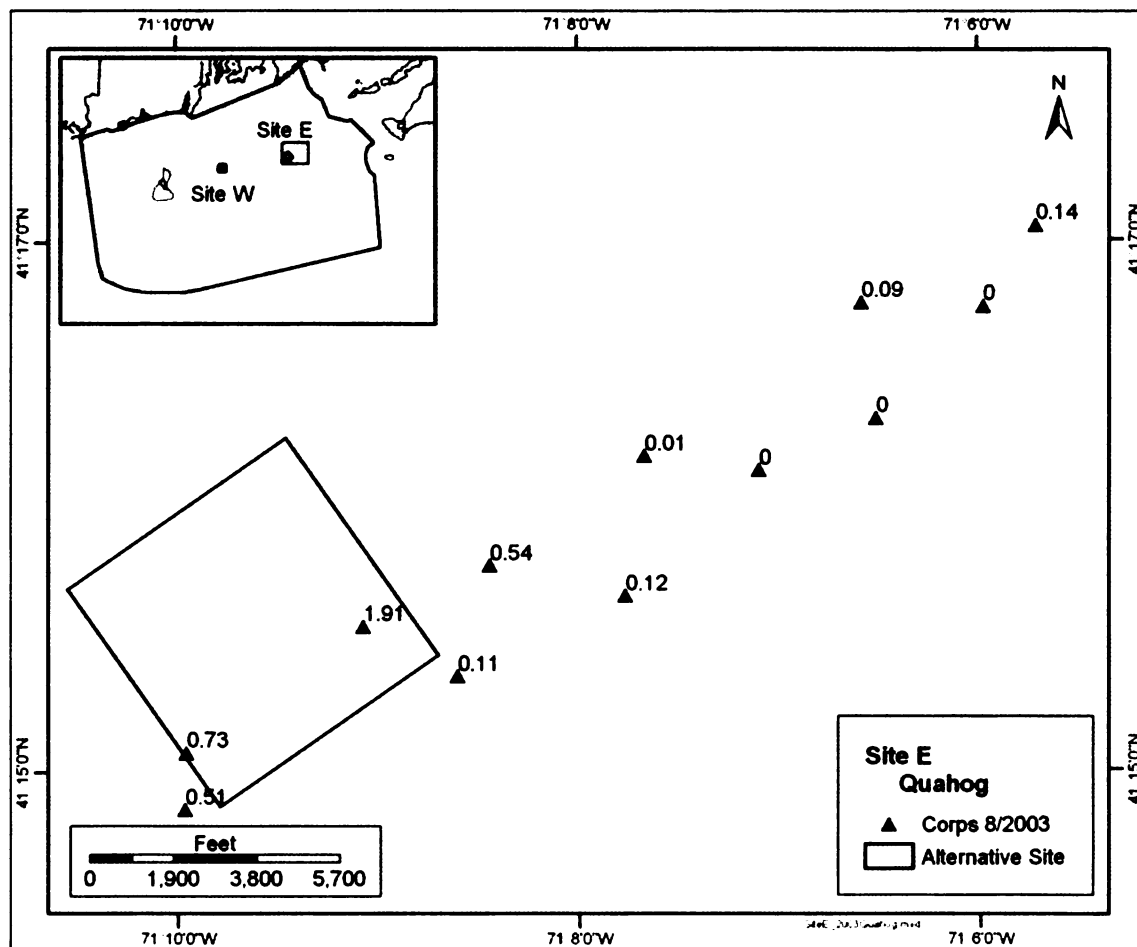 71°10'0"W 71°8'0"W 71°6'0"W
N
Site E
Site W
41°17'0"N 41°17'0"N
0.14
0.09 0
0
0.01 0
0.54
0.12
1.91
0.11
0.73
0.51
41°15'0"N 41°15'0"N
Feet
0 1,900 3,800 5,700
Site E
Quahog
Corps 8/2003
Alternative Site
71°10'0"W 71°8'0"W 71°6'0"W